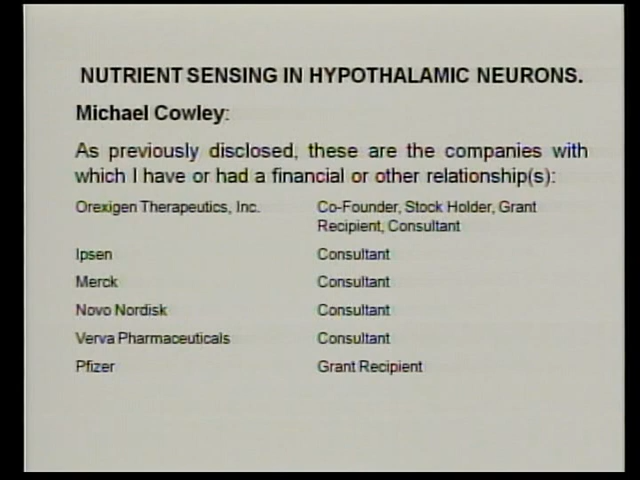 NUTRIENT SENSING IN HYPOTHALAMIC NEURONS.
Michael Cowley:
As previously disclosed, these are the companies with
which I have or had a financial or other relationship(s):
Orexigen Therapeutics, Inc. Co-Founder, Stock Holder, Grant
Recipient, Consultant
Ipsen Consultant
Merck Consultant
Novo Nordisk Consultant
Verva Pharmaceuticals Consultant
Pfizer Grant Recipient